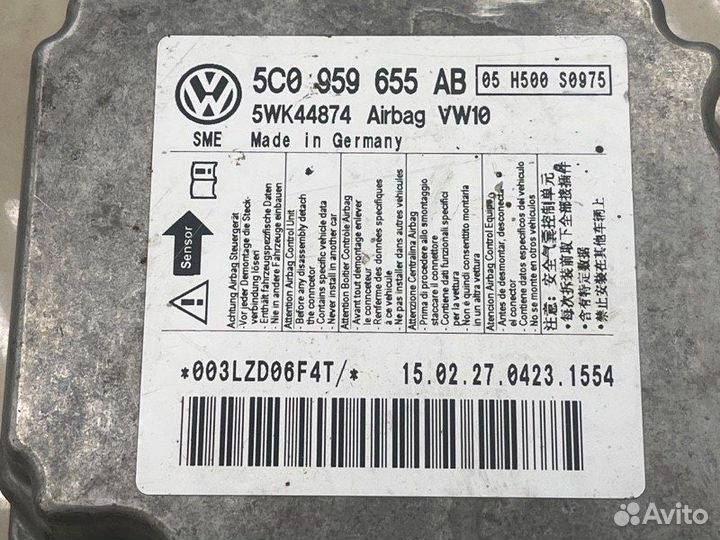 5C0 959 655 AB
05 H500 S0975
5WK44874 Airbag VW10
SME Made in Germany
Sensor
Achtung Airbag Steuergerät
- Vor jeder Demontage die Steck-
verbindung lösen
- Enthält fahrzeugspezifische Daten
- Nie in andere Fahrzeuge einbauen
Attention Airbag Control Unit
- Before any disassembly detach
the connector
- Contains specific vehicle data
- Never install in another car
Attention Boitier Contrôle Airbag
- Avant tout démontage enlever
le connecteur
- Renferme des données spécifiques
à ce véhicule
- Ne pas installer dans autres véhicules
Attenzione Centralina Airbag
- Prima di procedere allo smontaggio
staccare il connettore
- Contiene dati funzionali specifici
per la vettura
- Non é quindi consentito montarla
in un altra vettura
Atencion Airbag Control Equipo
- Antes de desmontar, desconectar
el conector
- Contiene datos especificos del vehiculo
- No se monte en otros vehiculos
注意: 安全气囊控制单元
•每次拆装前取下全部拔插件
•含有特定数据
•禁止安装在其他车辆上
*003LZD06F4T/*
15.02.27.0423.1554
Avito